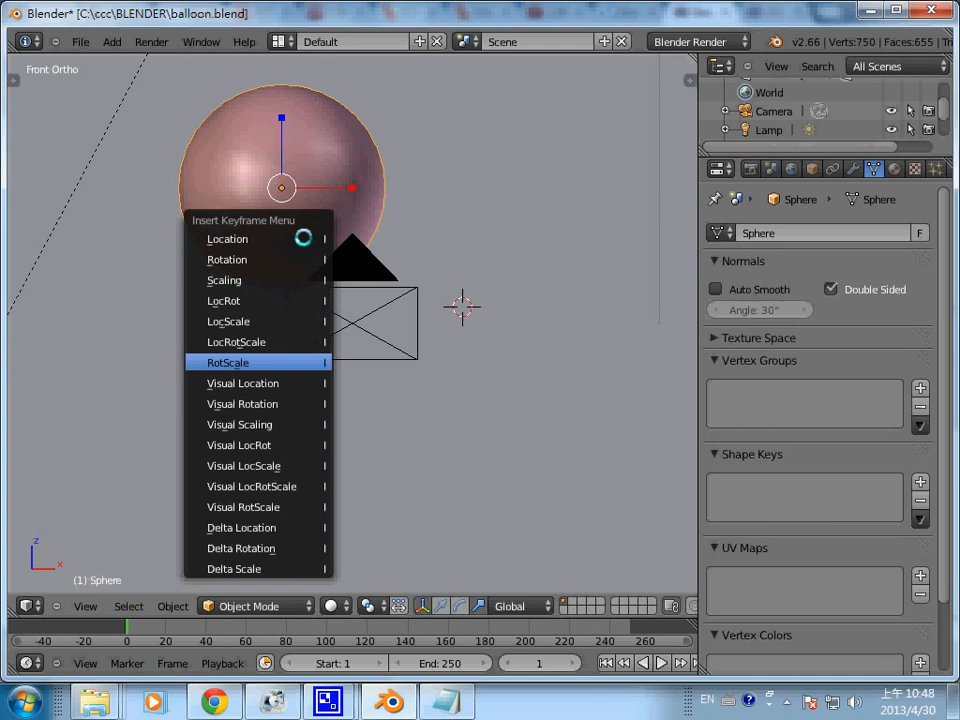 Blender* [C:\ccc\BLENDER\balloon.blend]
File Add Render Window Help Default Scene Blender Render v2.66 | Verts:750 | Faces:655 | Tri
Front Ortho
View Search All Scenes
World
Camera
Lamp
Sphere Sphere
Sphere F
Normals
Auto Smooth Double Sided
Angle: 30°
Texture Space
Vertex Groups
Shape Keys
UV Maps
Vertex Colors
Insert Keyframe Menu
Location I
Rotation I
Scaling I
LocRot I
LocScale I
LocRotScale I
RotScale I
Visual Location I
Visual Rotation I
Visual Scaling I
Visual LocRot I
Visual LocScale I
Visual LocRotScale I
Visual RotScale I
Delta Location I
Delta Rotation I
Delta Scale I
z
x
(1) Sphere
View Select Object Object Mode Global
-40 -20 0 20 40 60 80 100 120 140 160 180 200 220 240 260
View Marker Frame Playback Start: 1 End: 250 1
EN
上午 10:48
2013/4/30